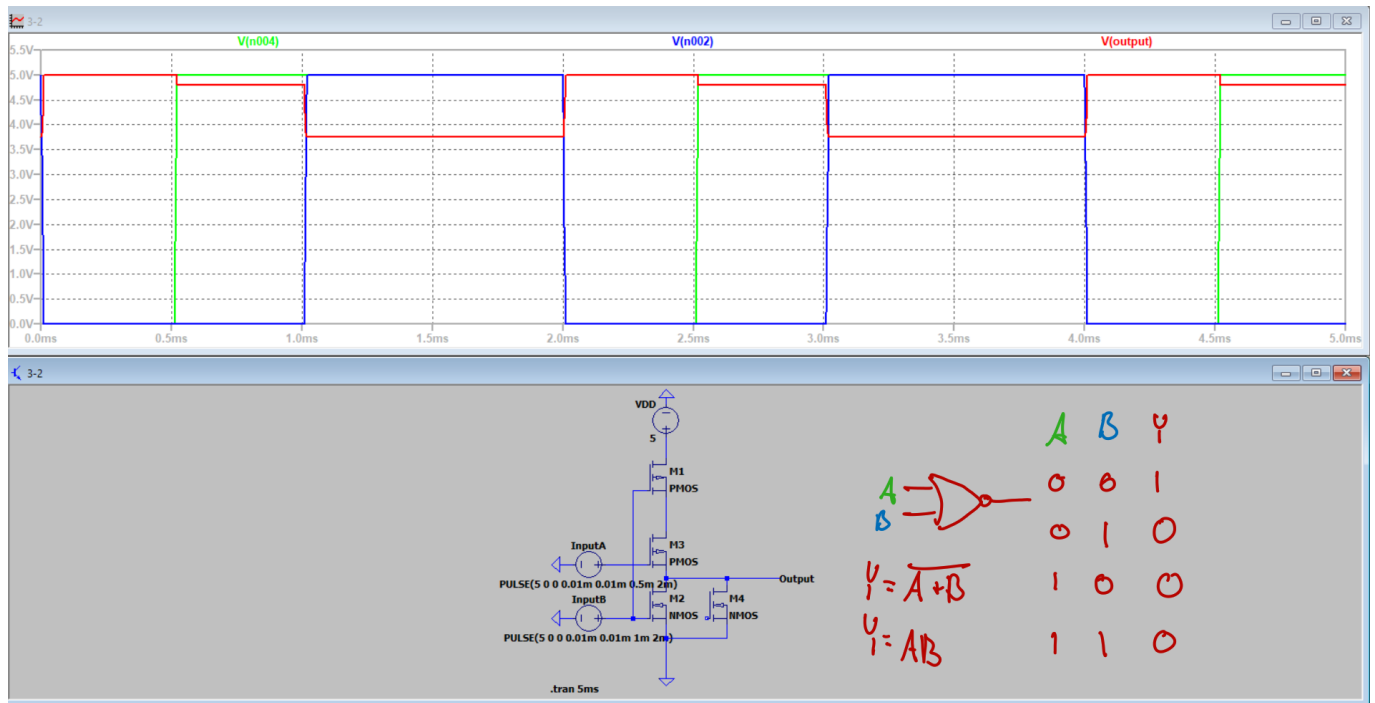 3-2
V(n004) V(n002) V(output)
5.5V
5.0V
4.5V
4.0V
3.5V
3.0V
2.5V
2.0V
1.5V
1.0V
0.5V
0.0V
0.0ms 0.5ms 1.0ms 1.5ms 2.0ms 2.5ms 3.0ms 3.5ms 4.0ms 4.5ms 5.0ms
3-2
VDD
5
M1
PMOS
InputA
M3
PMOS
PULSE(5 0 0 0.01m 0.01m 0.5m 2m)
Output
InputB
M2
NMOS
M4
NMOS
PULSE(5 0 0 0.01m 0.01m 1m 2m)
.tran 5ms
A
B
Y = A+B
Y = AB
A B Y
0 0 1
0 1 0
1 0 0
1 1 0